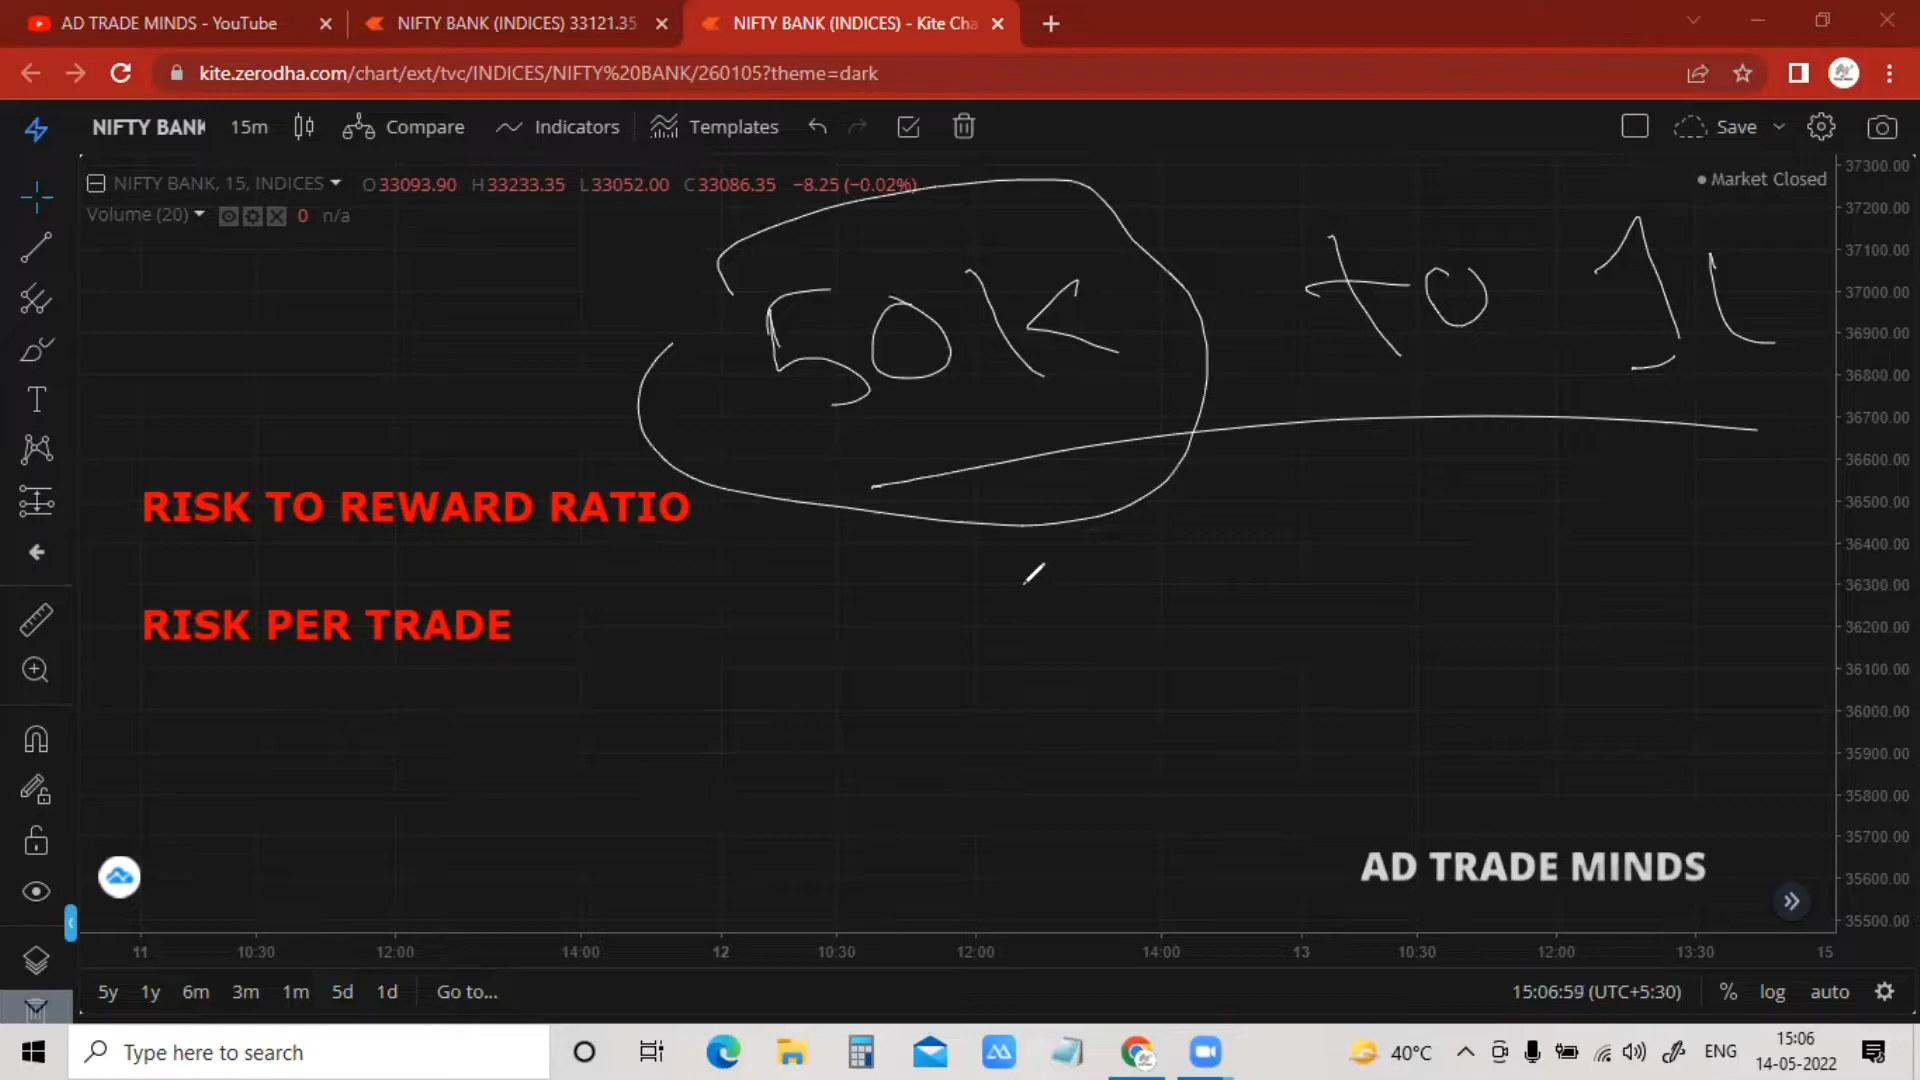 AD TRADE MINDS - YouTube
NIFTY BANK (INDICES) 33121.35
NIFTY BANK (INDICES) - Kite Cha
kite.zerodha.com/chart/ext/tvc/INDICES/NIFTY%20BANK/260105?theme=dark
NIFTY BANK 15m Compare Indicators Templates Save
NIFTY BANK, 15, INDICES O33093.90 H33233.35 L33052.00 C33086.35 −8.25 (−0.02%)
Market Closed
Volume (20) 0 n/a
50K to 1L
RISK TO REWARD RATIO
RISK PER TRADE
AD TRADE MINDS
37300.00
37200.00
37100.00
37000.00
36900.00
36800.00
36700.00
36600.00
36500.00
36400.00
36300.00
36200.00
36100.00
36000.00
35900.00
35800.00
35700.00
35600.00
35500.00
11 10:30 12:00 14:00 12 10:30 12:00 14:00 13 10:30 12:00 13:30 15
5y 1y 6m 3m 1m 5d 1d Go to... 15:06:59 (UTC+5:30) % log auto
Type here to search 40°C ENG 15:06
14-05-2022